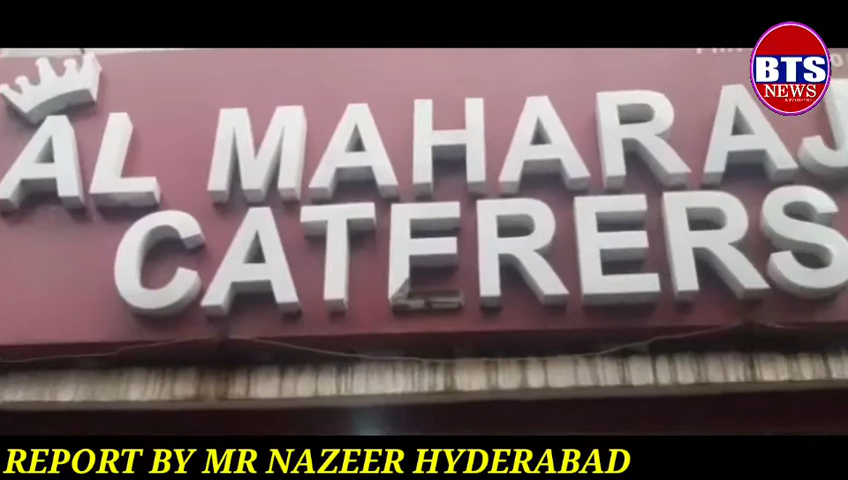 BTS
NEWS
AL MAHARAJ
CATERERS
REPORT BY MR NAZEER HYDERABAD